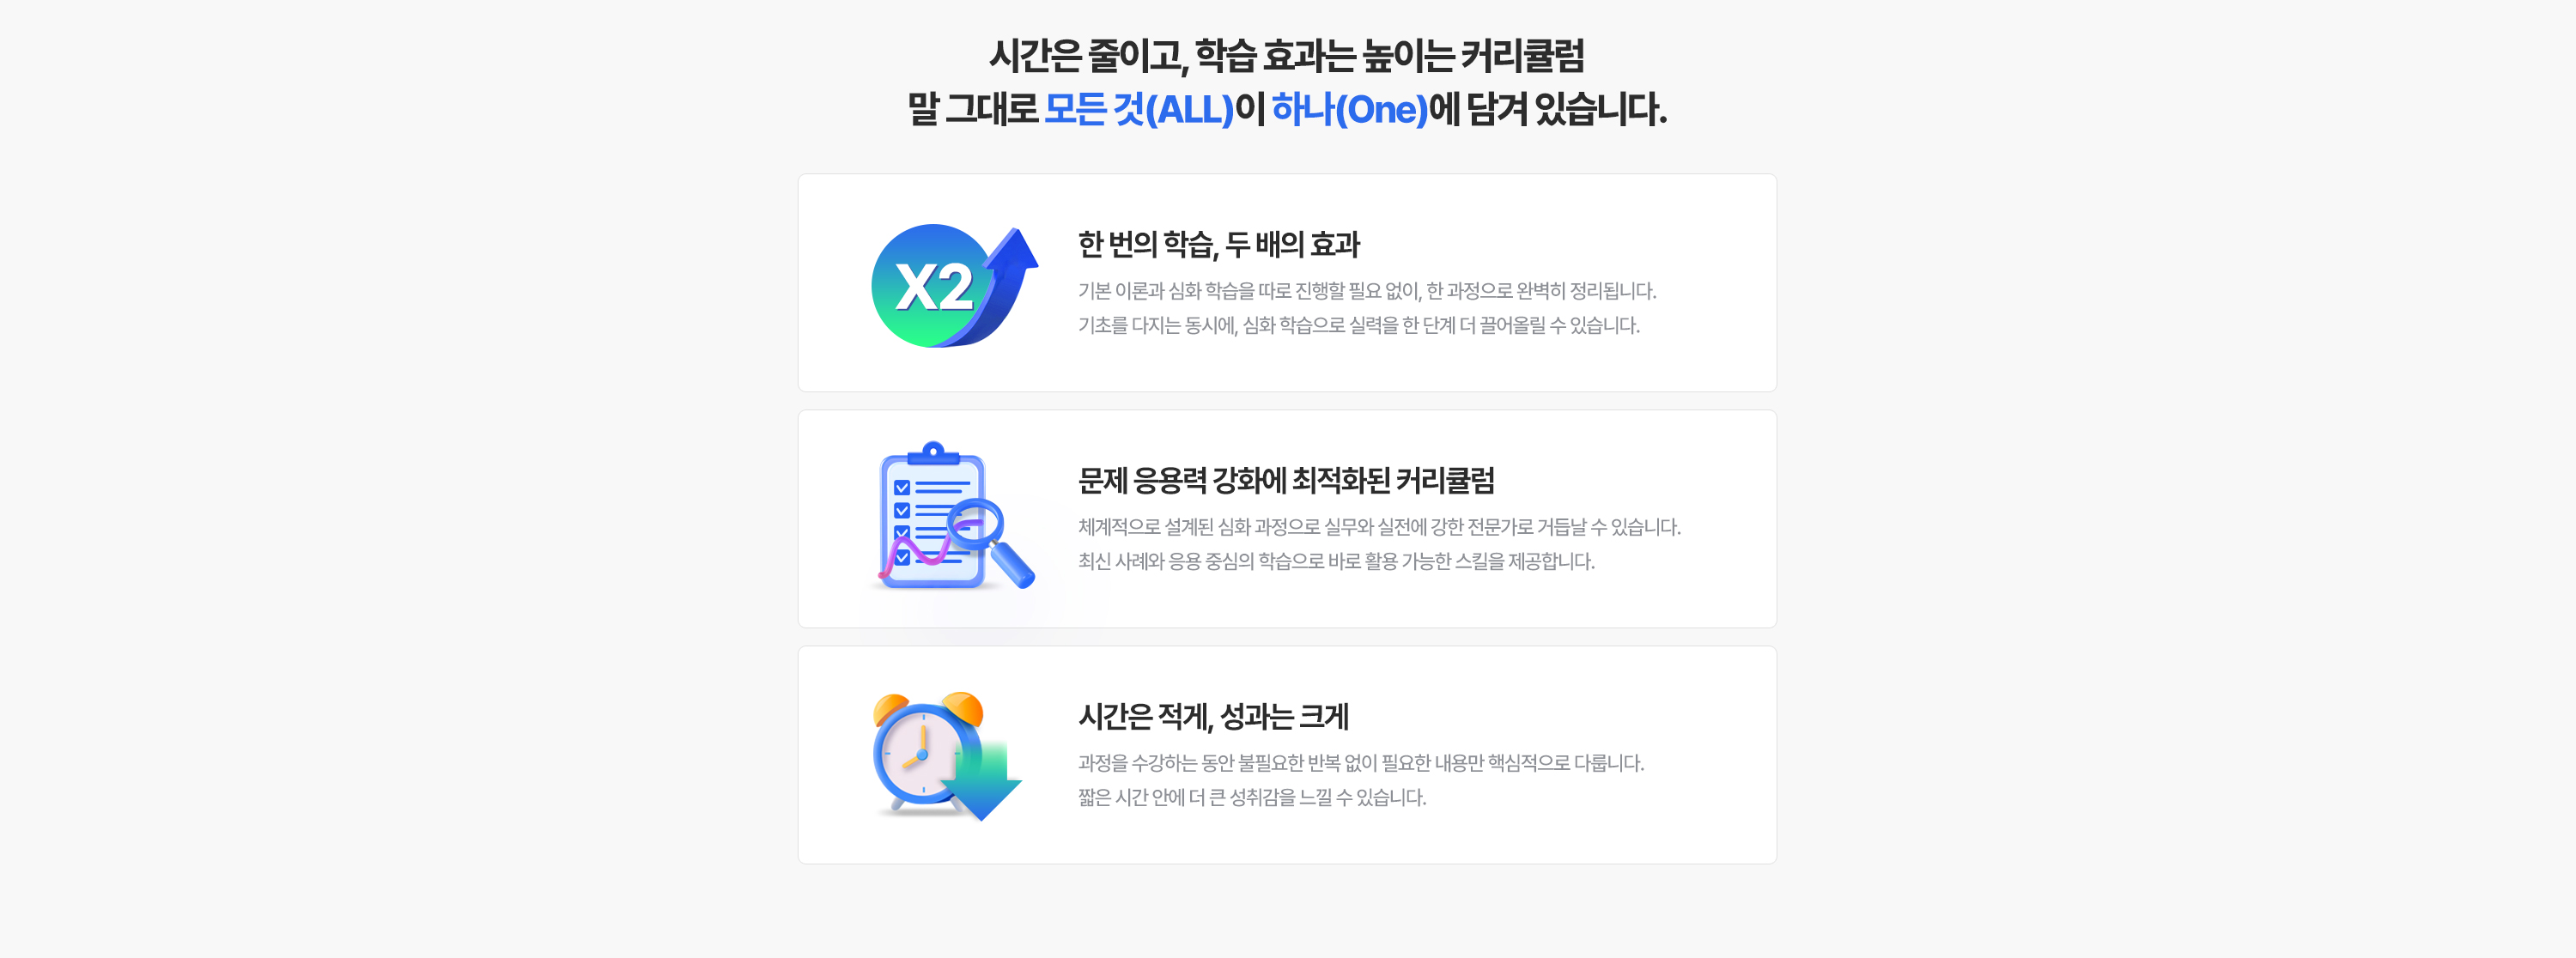 시간은 줄이고, 학습 효과는 높이는 커리큘럼
말 그대로 모든 것(ALL)이 하나(One)에 담겨 있습니다.
X2
한 번의 학습, 두 배의 효과
기본 이론과 심화 학습을 따로 진행할 필요 없이, 한 과정으로 완벽히 정리됩니다.
기초를 다지는 동시에, 심화 학습으로 실력을 한 단계 더 끌어올릴 수 있습니다.
문제 응용력 강화에 최적화된 커리큘럼
체계적으로 설계된 심화 과정으로 실무와 실전에 강한 전문가로 거듭날 수 있습니다.
최신 사례와 응용 중심의 학습으로 바로 활용 가능한 스킬을 제공합니다.
시간은 적게, 성과는 크게
과정을 수강하는 동안 불필요한 반복 없이 필요한 내용만 핵심적으로 다룹니다.
짧은 시간 안에 더 큰 성취감을 느낄 수 있습니다.